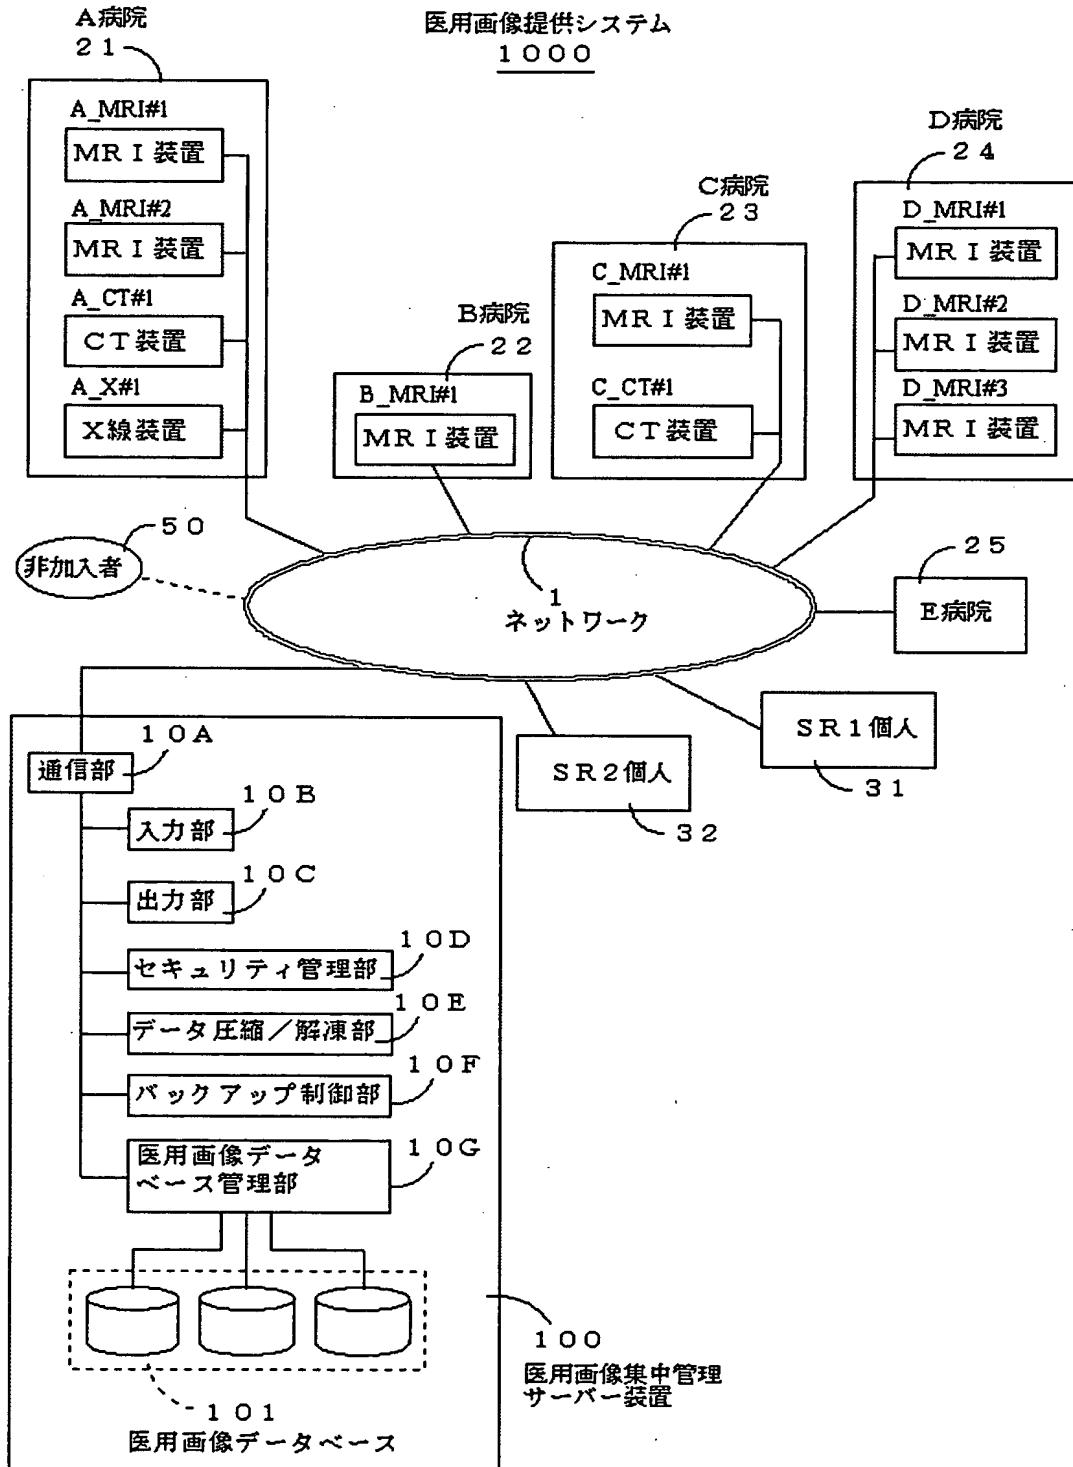 医用画像提供システム
1000
A病院
21
A_MRI#1
MRI装置
A_MRI#2
MRI装置
A_CT#1
CT装置
A_X#1
X線装置
B病院
22
B_MRI#1
MRI装置
C病院
23
C_MRI#1
MRI装置
C_CT#1
CT装置
D病院
24
D_MRI#1
MRI装置
D_MRI#2
MRI装置
D_MRI#3
MRI装置
50
非加入者
1
ネットワーク
25
E病院
SR1個人
31
SR2個人
32
10A
通信部
10B
入力部
10C
出力部
10D
セキュリティ管理部
10E
データ圧縮／解凍部
10F
バックアップ制御部
10G
医用画像データ
ベース管理部
100
医用画像集中管理
サーバー装置
101
医用画像データベース